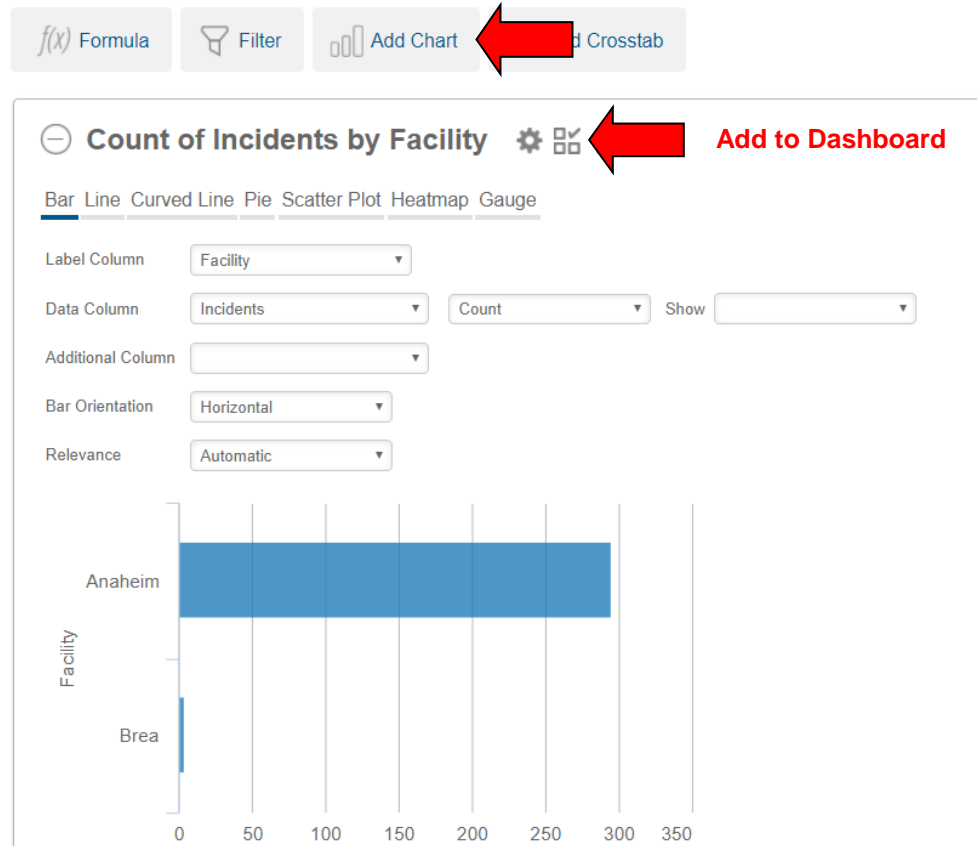 f(x) Formula Filter Add Chart d Crosstab
Count of Incidents by Facility Add to Dashboard
Bar Line Curved Line Pie Scatter Plot Heatmap Gauge
Label Column Facility
Data Column Incidents Count Show
Additional Column
Bar Orientation Horizontal
Relevance Automatic
Anaheim
Facility
Brea
0 50 100 150 200 250 300 350